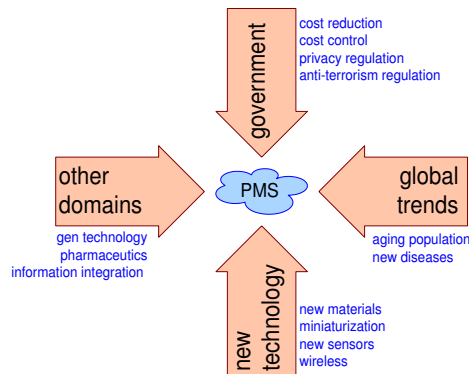 government
cost reduction
cost control
privacy regulation
anti-terrorism regulation
other
domains
gen technology
pharmaceutics
information integration
PMS
global
trends
aging population
new diseases
new
technology
new materials
miniaturization
new sensors
wireless